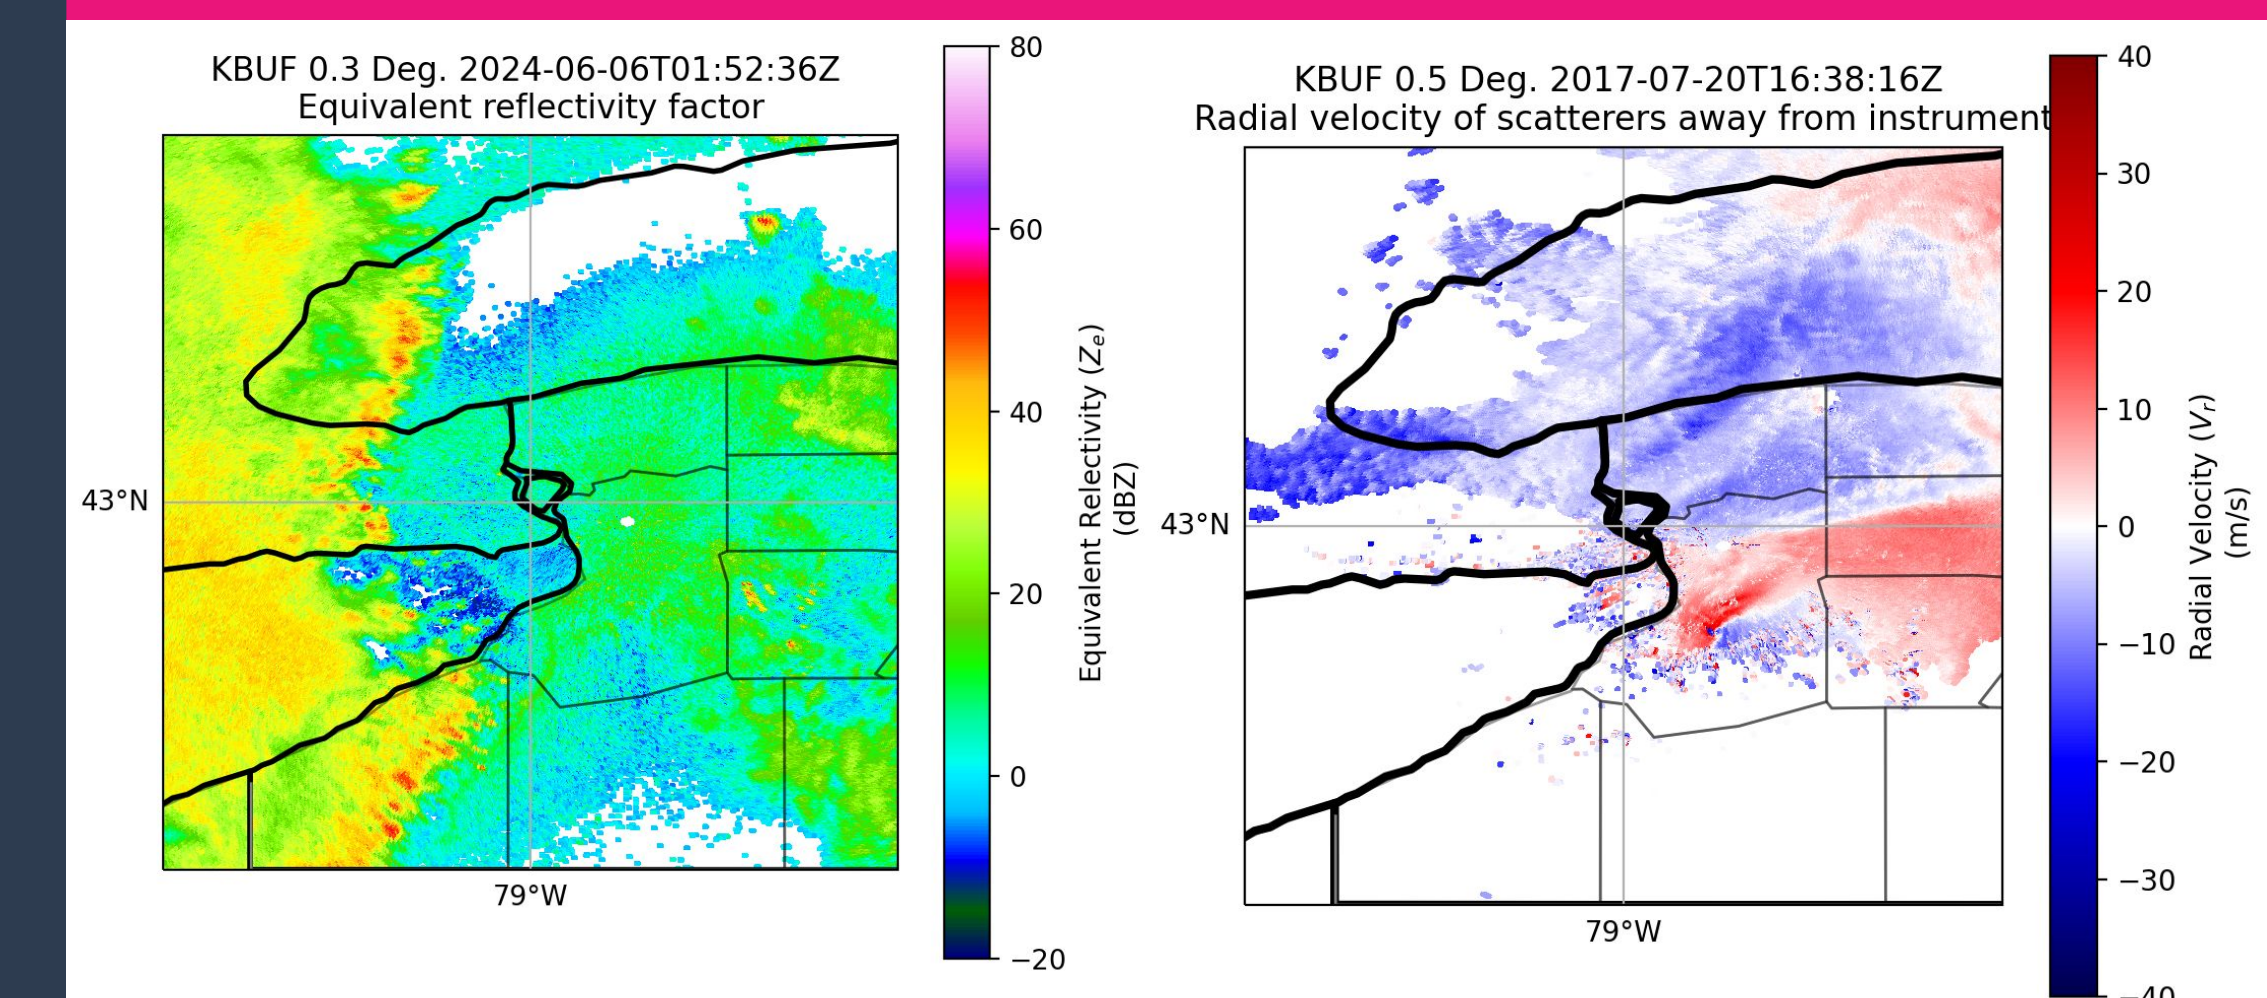 KBUF 0.3 Deg. 2024-06-06T01:52:36Z
Equivalent reflectivity factor
43°N
79°W
80
60
40
20
0
−20
Equivalent Relectivity (Zₑ)
(dBZ)
KBUF 0.5 Deg. 2017-07-20T16:38:16Z
Radial velocity of scatterers away from instrument
43°N
79°W
40
30
20
10
0
−10
−20
−30
−40
Radial Velocity (Vᵣ)
(m/s)